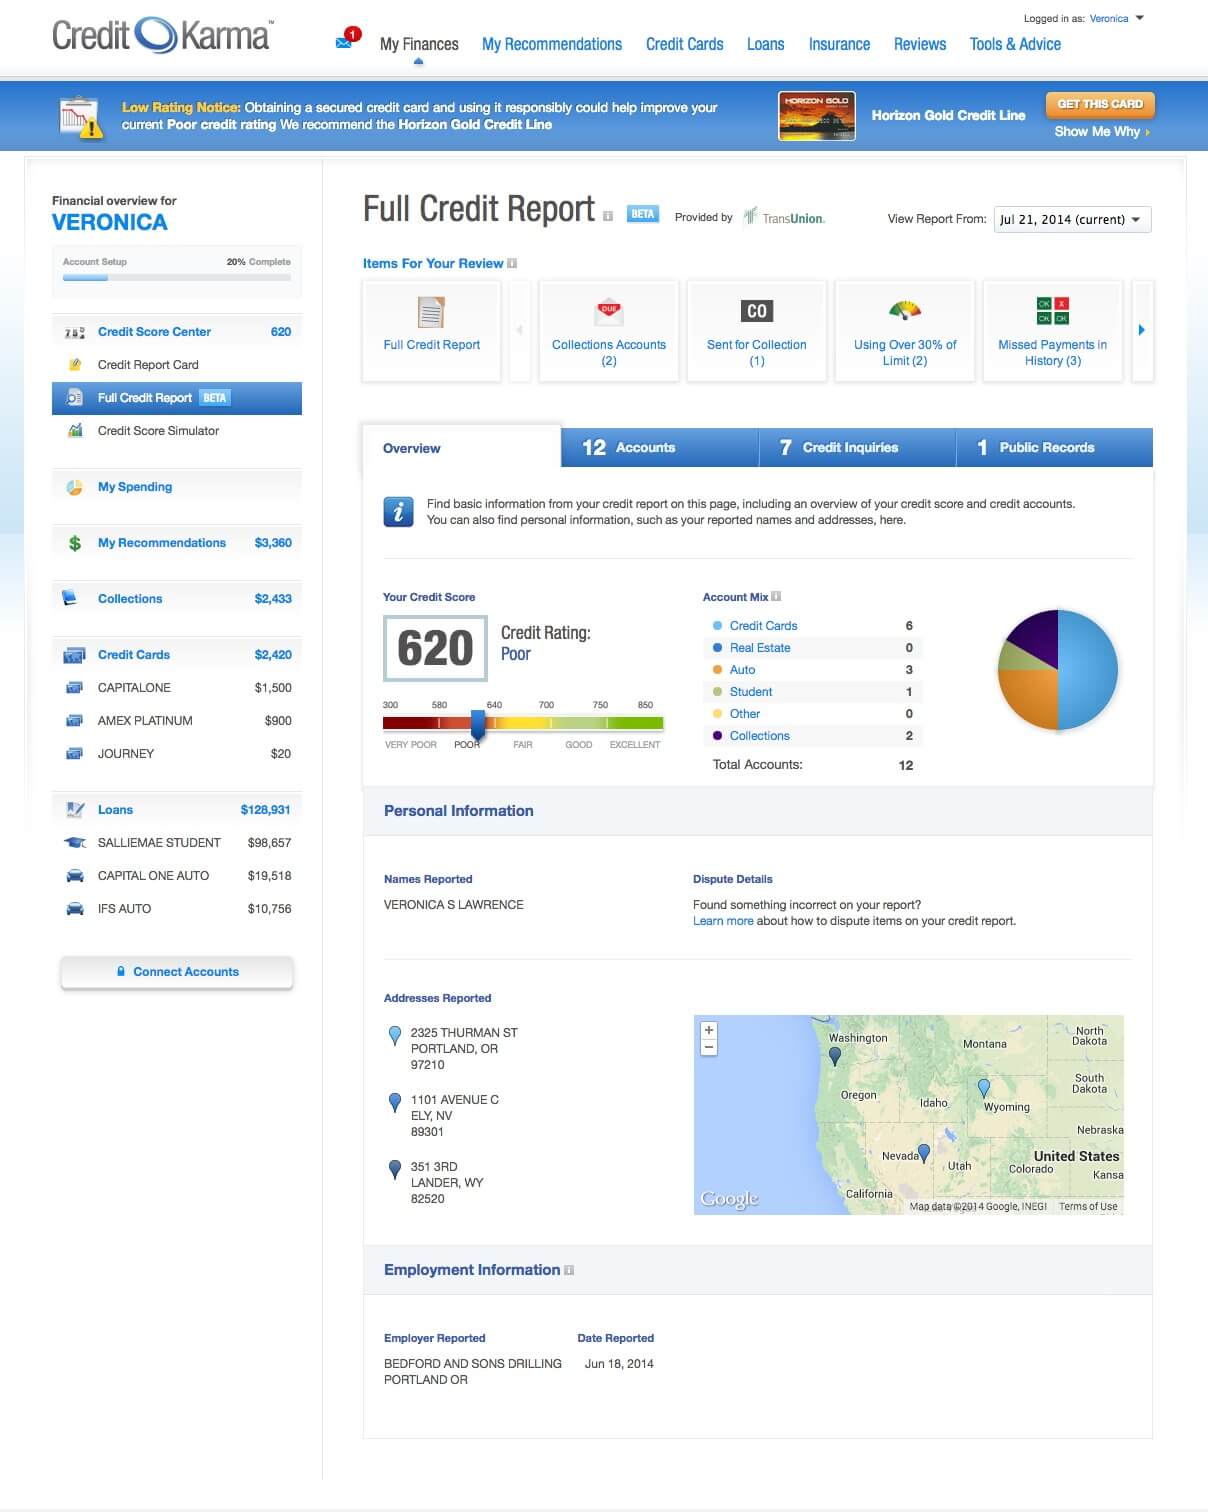 Credit Karma™
1
My Finances
My Recommendations
Credit Cards
Loans
Insurance
Reviews
Tools & Advice
Logged in as: Veronica
Low Rating Notice: Obtaining a secured credit card and using it responsibly could help improve your
current Poor credit rating We recommend the Horizon Gold Credit Line
HORIZON GOLD
Horizon Gold Credit Line
GET THIS CARD
Show Me Why
Financial overview for
VERONICA
Account Setup 20% Complete
Credit Score Center 620
Credit Report Card
Full Credit Report BETA
Credit Score Simulator
My Spending
My Recommendations $3,360
Collections $2,433
Credit Cards $2,420
CAPITALONE $1,500
AMEX PLATINUM $900
JOURNEY $20
Loans $128,931
SALLIEMAE STUDENT $98,657
CAPITAL ONE AUTO $19,518
IFS AUTO $10,756
Connect Accounts
Full Credit Report BETA Provided by TransUnion.
View Report From: Jul 21, 2014 (current)
Items For Your Review
Full Credit Report
DUE
Collections Accounts
(2)
CO
Sent for Collection
(1)
Using Over 30% of
Limit (2)
OK X
OK OK
Missed Payments in
History (3)
Overview
12 Accounts
7 Credit Inquiries
1 Public Records
i
Find basic information from your credit report on this page, including an overview of your credit score and credit accounts.
You can also find personal information, such as your reported names and addresses, here.
Your Credit Score
620
Credit Rating:
Poor
300 580 640 700 750 850
VERY POOR POOR FAIR GOOD EXCELLENT
Account Mix
Credit Cards 6
Real Estate 0
Auto 3
Student 1
Other 0
Collections 2
Total Accounts: 12
Personal Information
Names Reported
VERONICA S LAWRENCE
Dispute Details
Found something incorrect on your report?
Learn more about how to dispute items on your credit report.
Addresses Reported
2325 THURMAN ST
PORTLAND, OR
97210
1101 AVENUE C
ELY, NV
89301
351 3RD
LANDER, WY
82520
+
−
Washington
Montana
North
Dakota
Oregon
Idaho
Wyoming
South
Dakota
Nebraska
Nevada
Utah
United States
Colorado
Kansa
California
Google
Map data ©2014 Google, INEGI Terms of Use
Employment Information
Employer Reported
BEDFORD AND SONS DRILLING
PORTLAND OR
Date Reported
Jun 18, 2014